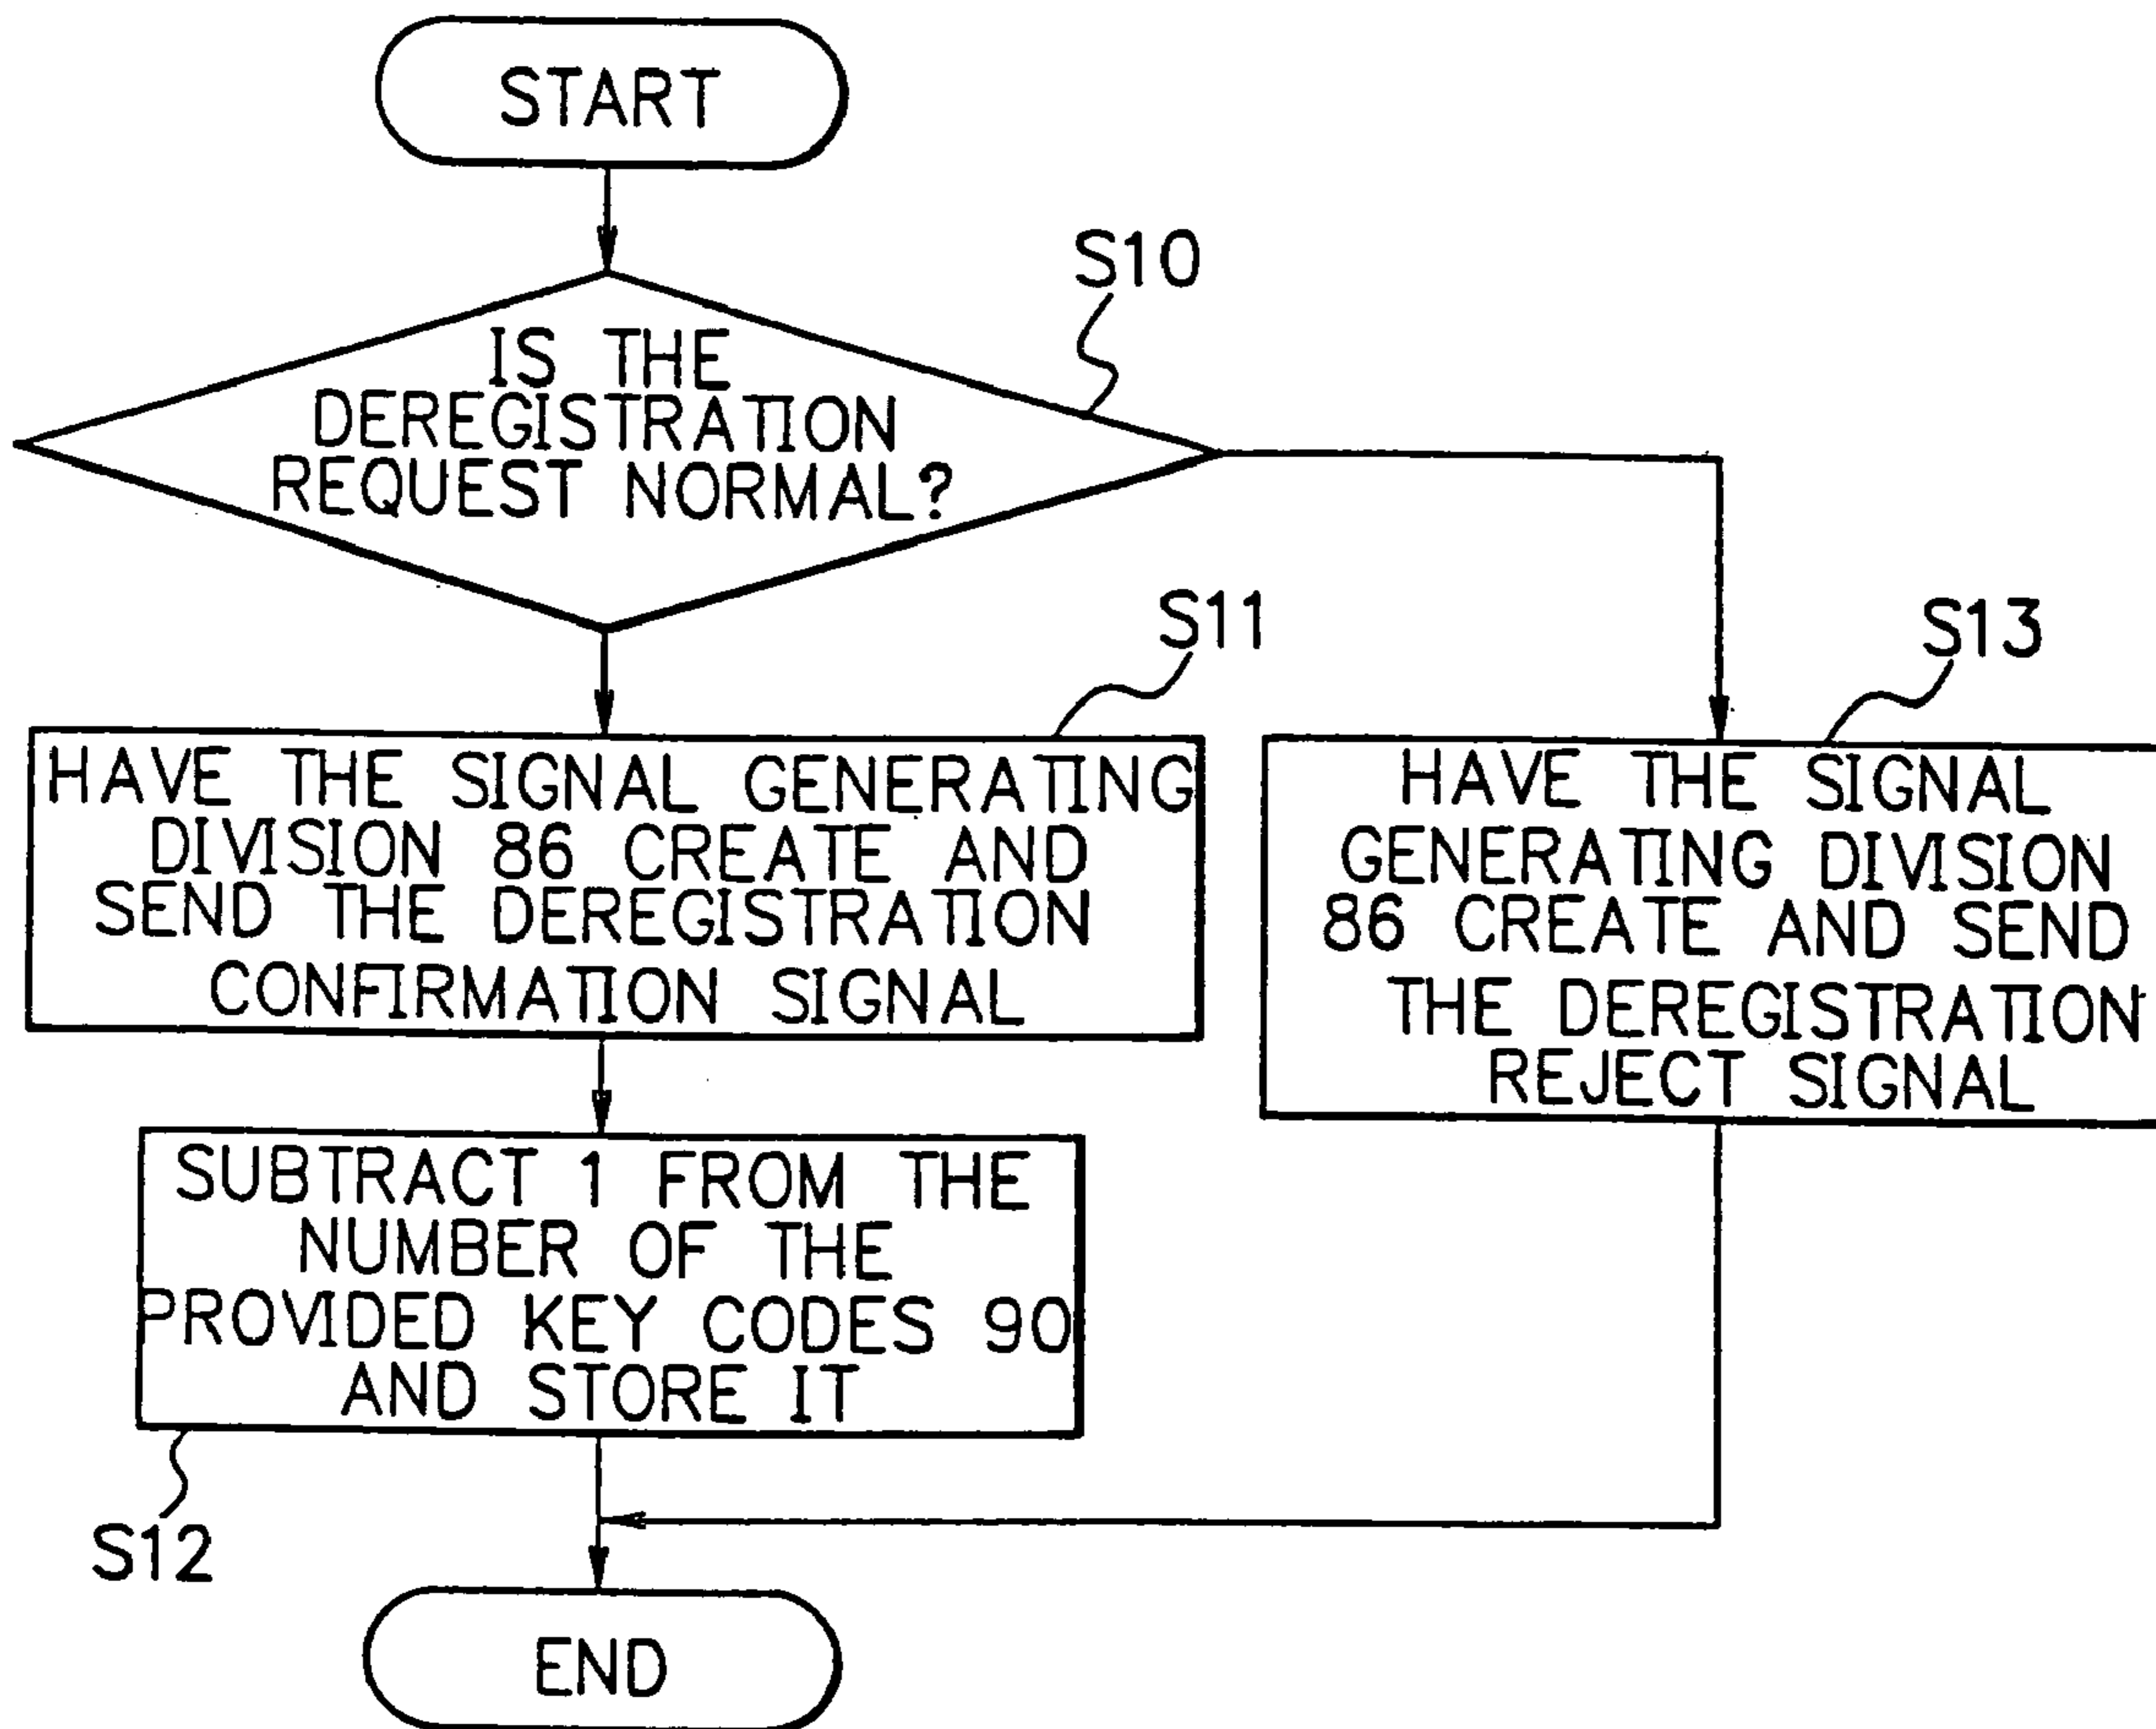 START
S10
IS THE
DEREGISTRATION
REQUEST NORMAL?
S11
HAVE THE SIGNAL GENERATING
DIVISION 86 CREATE AND
SEND THE DEREGISTRATION
CONFIRMATION SIGNAL
S13
HAVE THE SIGNAL
GENERATING DIVISION
86 CREATE AND SEND
THE DEREGISTRATION
REJECT SIGNAL
SUBTRACT 1 FROM THE
NUMBER OF THE
PROVIDED KEY CODES 90
AND STORE IT
S12
END